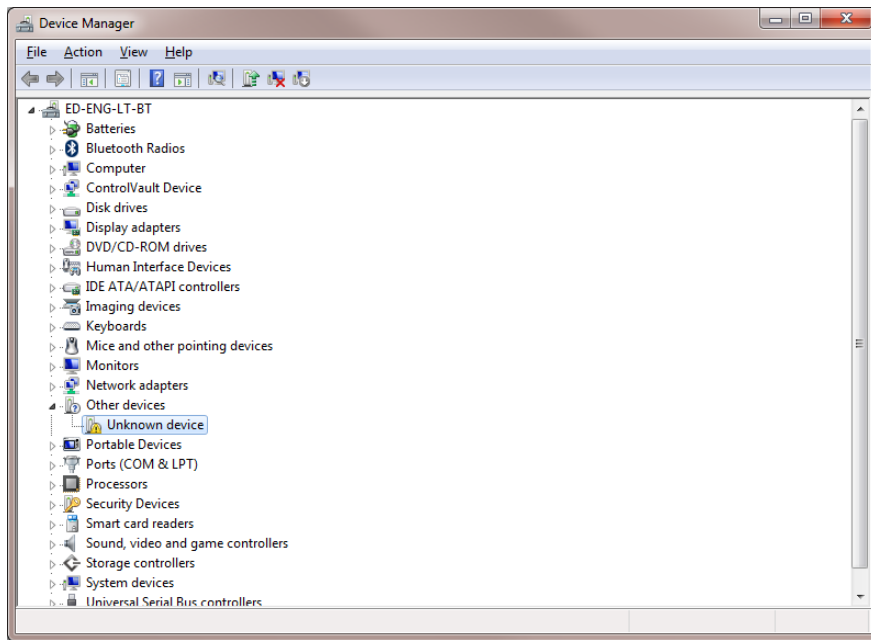 Device Manager
File Action View Help
ED-ENG-LT-BT
Batteries
Bluetooth Radios
Computer
ControlVault Device
Disk drives
Display adapters
DVD/CD-ROM drives
Human Interface Devices
IDE ATA/ATAPI controllers
Imaging devices
Keyboards
Mice and other pointing devices
Monitors
Network adapters
Other devices
Unknown device
Portable Devices
Ports (COM & LPT)
Processors
Security Devices
Smart card readers
Sound, video and game controllers
Storage controllers
System devices
Universal Serial Bus controllers